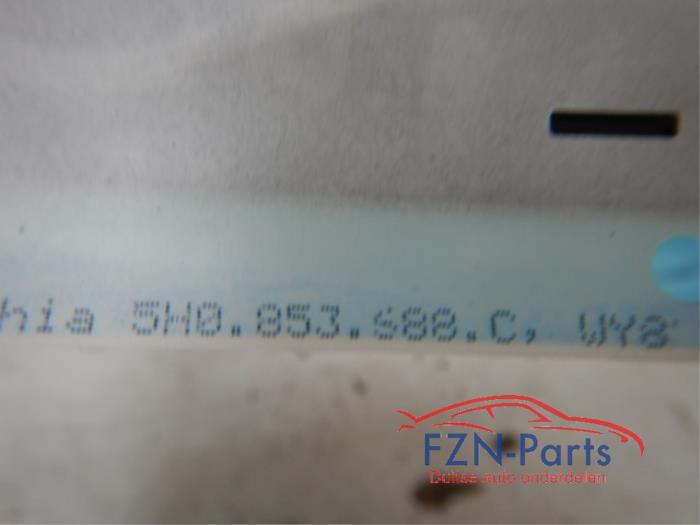 hia 5H0.853.688.C, WY8
FZN-Parts
Duitse auto onderdelen